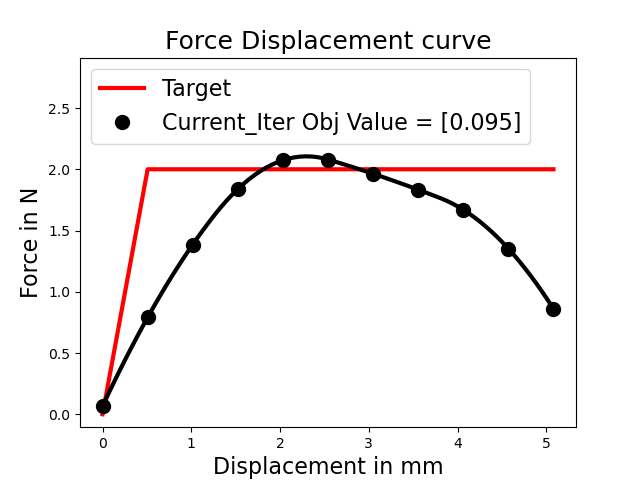 Force Displacement curve
Target
Current_Iter Obj Value = [0.095]
2.5
2.0
1.5
1.0
0.5
0.0
Force in N
0 1 2 3 4 5
Displacement in mm